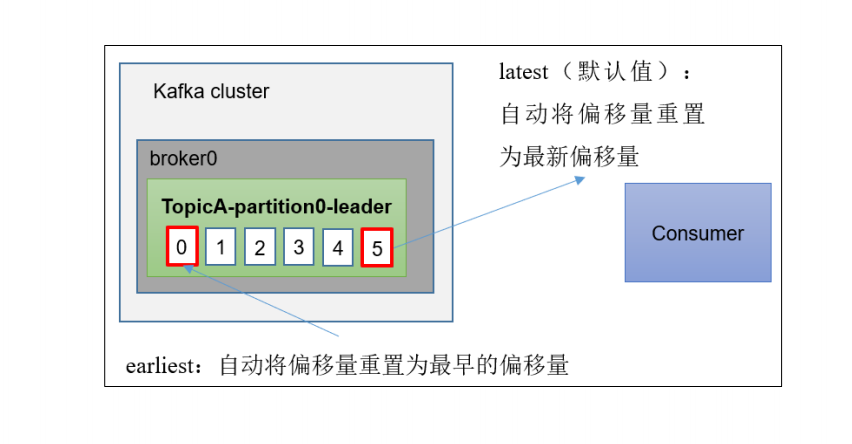 Kafka cluster
broker0
TopicA-partition0-leader
0 1 2 3 4 5
latest（默认值）：
自动将偏移量重置
为最新偏移量
Consumer
earliest：自动将偏移量重置为最早的偏移量